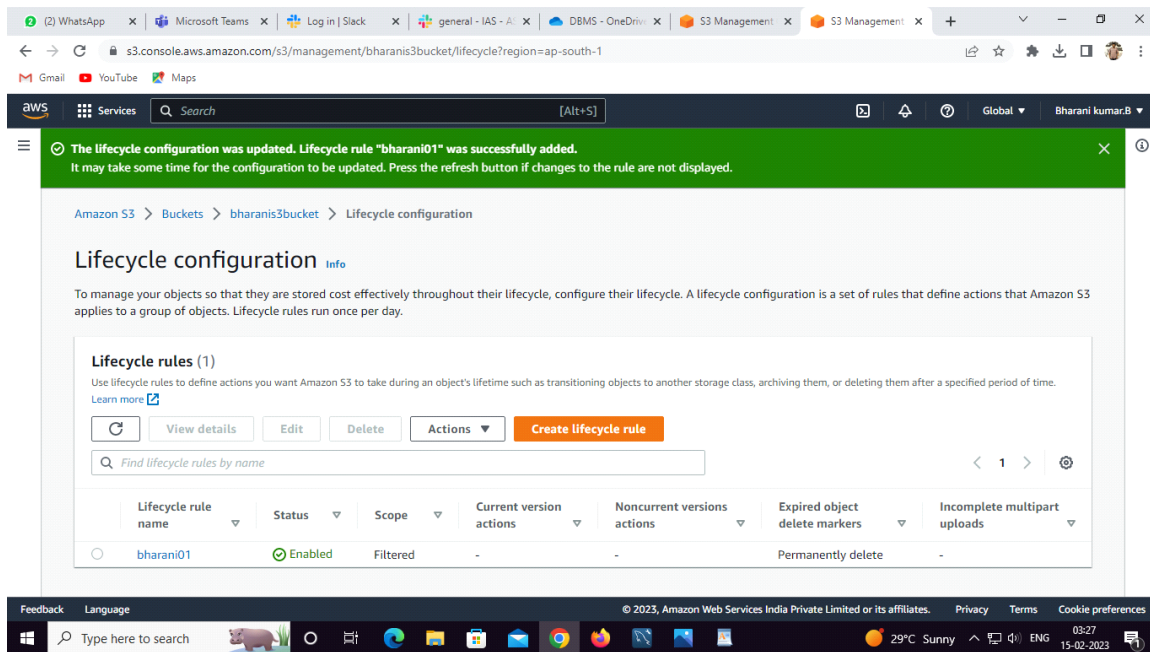 2 (2) WhatsApp
Microsoft Teams
Log in | Slack
general - IAS - A
DBMS - OneDrive
S3 Management
S3 Management
s3.console.aws.amazon.com/s3/management/bharanis3bucket/lifecycle?region=ap-south-1
Gmail YouTube Maps
aws Services Search [Alt+S] Global ▼ Bharani kumar.B ▼
The lifecycle configuration was updated. Lifecycle rule "bharani01" was successfully added.
It may take some time for the configuration to be updated. Press the refresh button if changes to the rule are not displayed.
Amazon S3 > Buckets > bharanis3bucket > Lifecycle configuration
Lifecycle configuration Info
To manage your objects so that they are stored cost effectively throughout their lifecycle, configure their lifecycle. A lifecycle configuration is a set of rules that define actions that Amazon S3
applies to a group of objects. Lifecycle rules run once per day.
Lifecycle rules (1)
Use lifecycle rules to define actions you want Amazon S3 to take during an object's lifetime such as transitioning objects to another storage class, archiving them, or deleting them after a specified period of time.
Learn more
View details Edit Delete Actions ▼ Create lifecycle rule
Find lifecycle rules by name < 1 >
Lifecycle rule name
Status
Scope
Current version actions
Noncurrent versions actions
Expired object delete markers
Incomplete multipart uploads
bharani01 Enabled Filtered - - Permanently delete -
Feedback Language © 2023, Amazon Web Services India Private Limited or its affiliates. Privacy Terms Cookie preferences
Type here to search 29°C Sunny ENG 03:27
15-02-2023 1